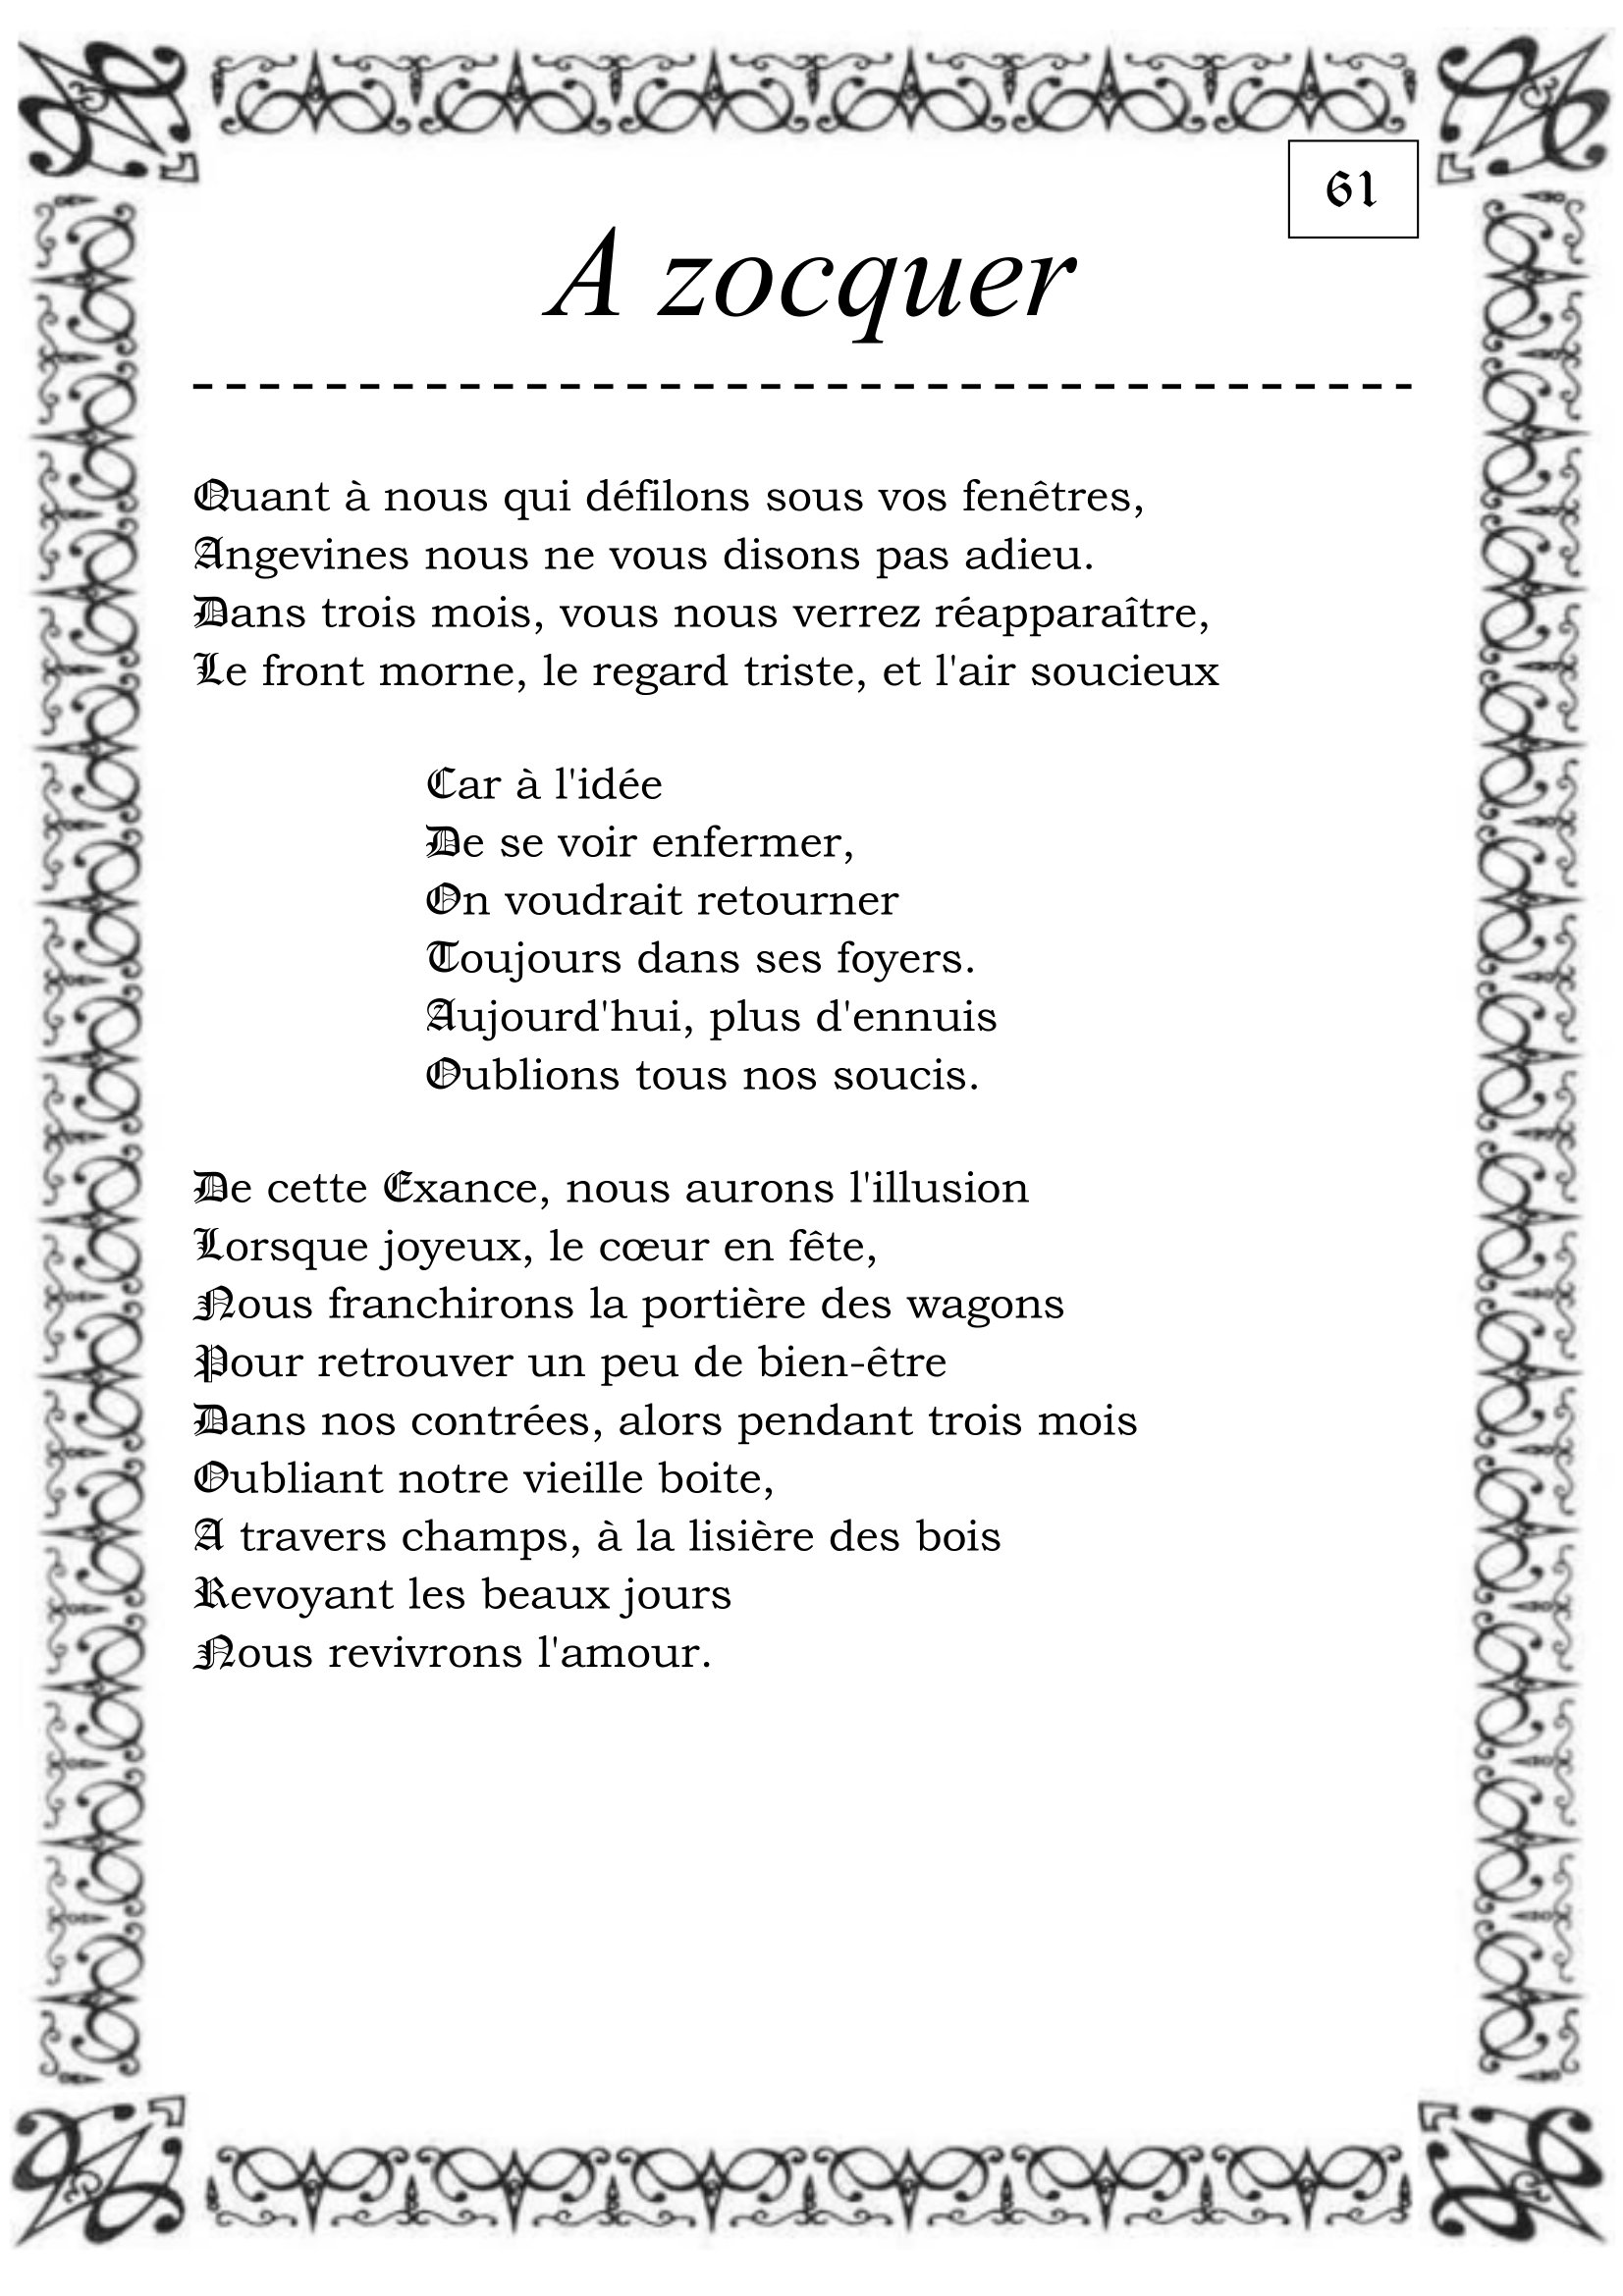 61
A zocquer
Quant à nous qui défilons sous vos fenêtres,
Angevines nous ne vous disons pas adieu.
Dans trois mois, vous nous verrez réapparaître,
Le front morne, le regard triste, et l'air soucieux
Car à l'idée
De se voir enfermer,
On voudrait retourner
Toujours dans ses foyers.
Aujourd'hui, plus d'ennuis
Oublions tous nos soucis.
De cette Exance, nous aurons l'illusion
Lorsque joyeux, le cœur en fête,
Nous franchirons la portière des wagons
Pour retrouver un peu de bien-être
Dans nos contrées, alors pendant trois mois
Oubliant notre vieille boite,
A travers champs, à la lisière des bois
Revoyant les beaux jours
Nous revivrons l'amour.